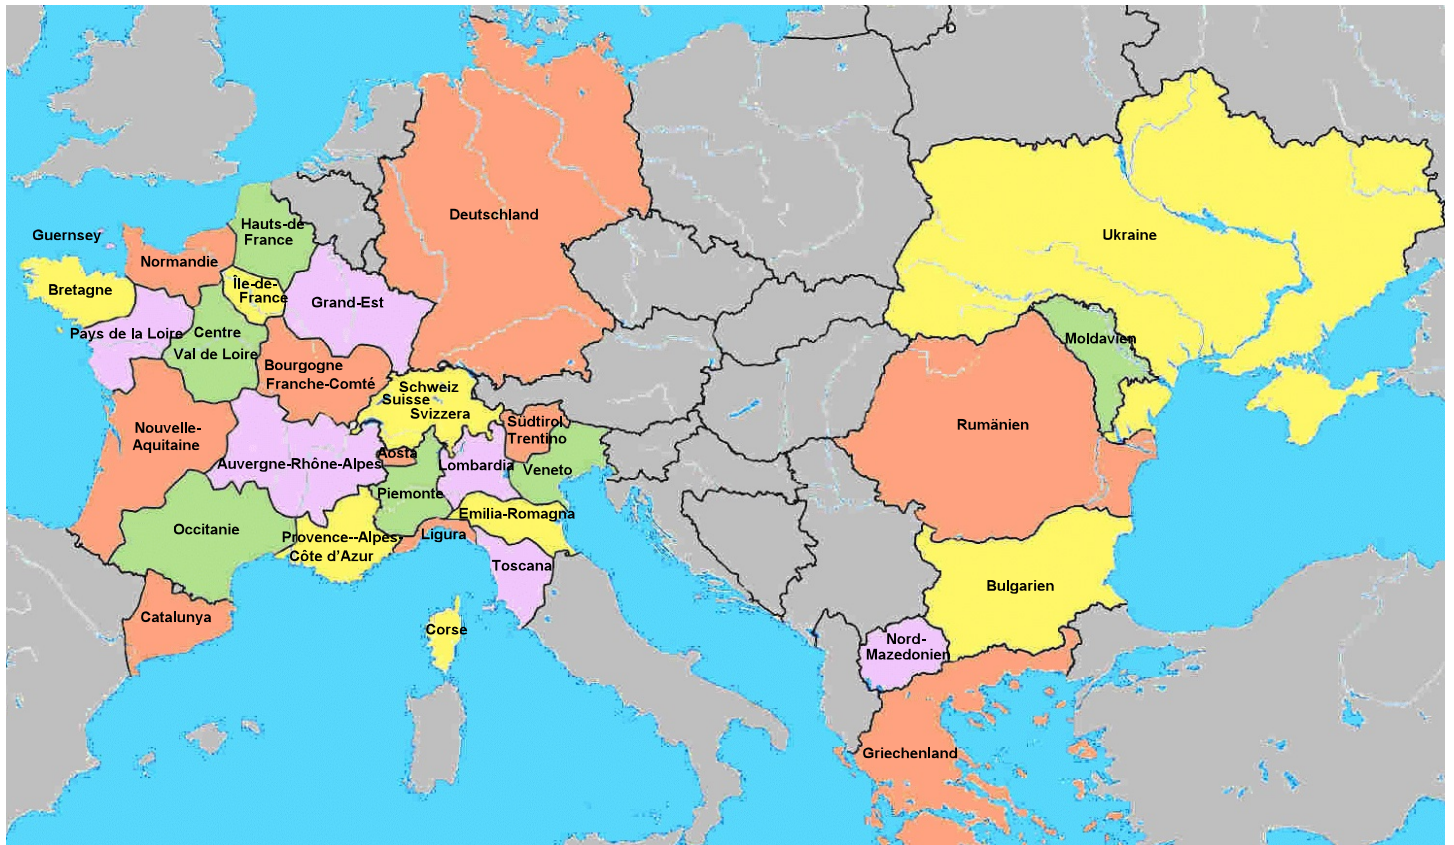 Deutschland
Hauts-de
France
Guernsey
Ukraine
Normandie
Île-de-
France
Bretagne
Grand-Est
Pays de la Loire
Centre
Val de Loire
Moldavien
Bourgogne
Franche-Comté
Schweiz
Suisse
Svizzera
Nouvelle-
Aquitaine
Südtirol
Trentino
Rumänien
Aosta
Auvergne-Rhône-Alpes
Lombardia
Veneto
Piemonte
Emilia-Romagna
Occitanie
Provence--Alpes-
Côte d'Azur
Ligura
Toscana
Bulgarien
Catalunya
Corse
Nord-
Mazedonien
Griechenland